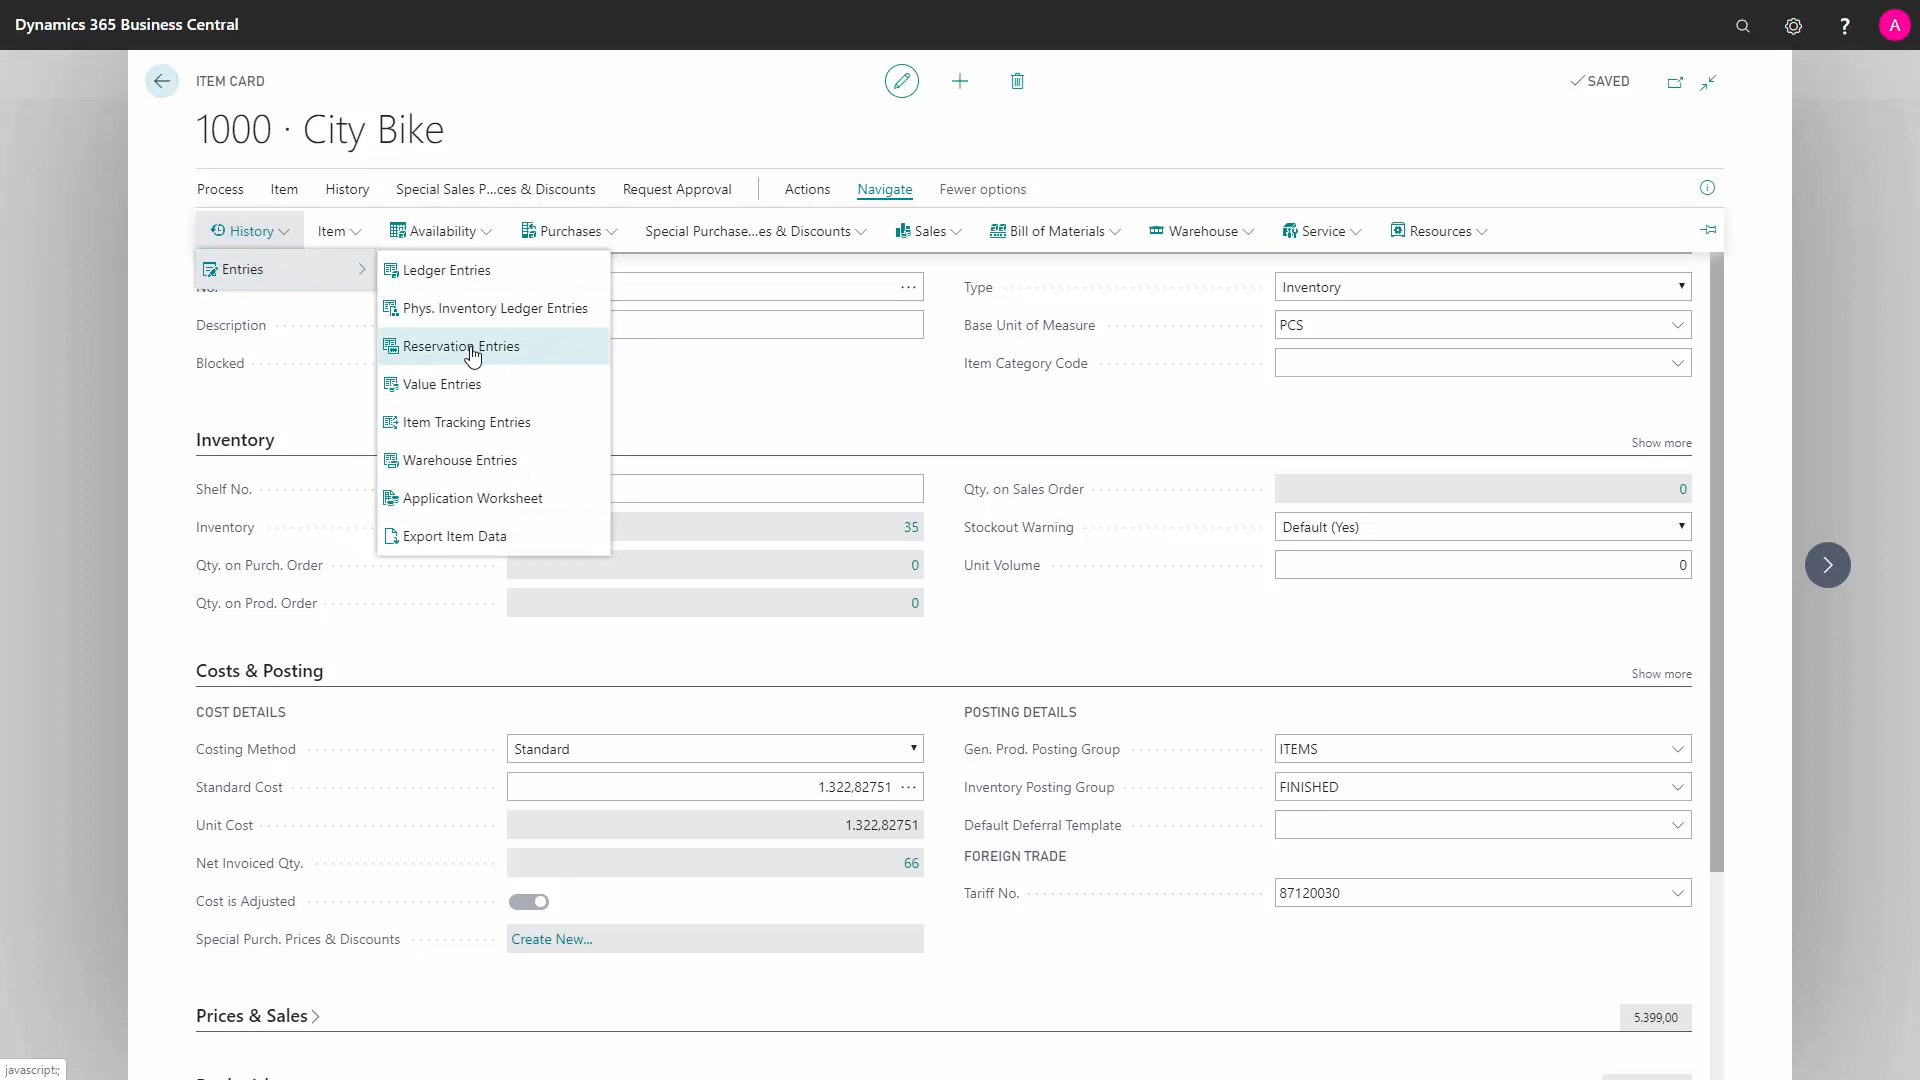 Dynamics 365 Business Central
?
A
ITEM CARD
SAVED
1000 · City Bike
Process
Item
History
Special Sales P...ces & Discounts
Request Approval
Actions
Navigate
Fewer options
History
Item
Availability
Purchases
Special Purchase...es & Discounts
Sales
Bill of Materials
Warehouse
Service
Resources
Entries
Ledger Entries
Phys. Inventory Ledger Entries
Reservation Entries
Value Entries
Item Tracking Entries
Warehouse Entries
Application Worksheet
Export Item Data
Description
Blocked
Type
Inventory
Base Unit of Measure
PCS
Item Category Code
Inventory
Show more
Shelf No.
Inventory
35
Qty. on Purch. Order
0
Qty. on Prod. Order
0
Qty. on Sales Order
0
Stockout Warning
Default (Yes)
Unit Volume
0
Costs & Posting
Show more
COST DETAILS
Costing Method
Standard
Standard Cost
1.322,82751
Unit Cost
1.322,82751
Net Invoiced Qty.
66
Cost is Adjusted
Special Purch. Prices & Discounts
Create New...
POSTING DETAILS
Gen. Prod. Posting Group
ITEMS
Inventory Posting Group
FINISHED
Default Deferral Template
FOREIGN TRADE
Tariff No.
87120030
Prices & Sales
5.399,00
javascript:;